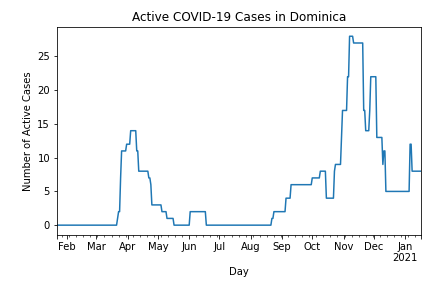 Active COVID-19 Cases in Dominica
Number of Active Cases
25
20
15
10
5
0
Feb Mar Apr May Jun Jul Aug Sep Oct Nov Dec Jan
2021
Day